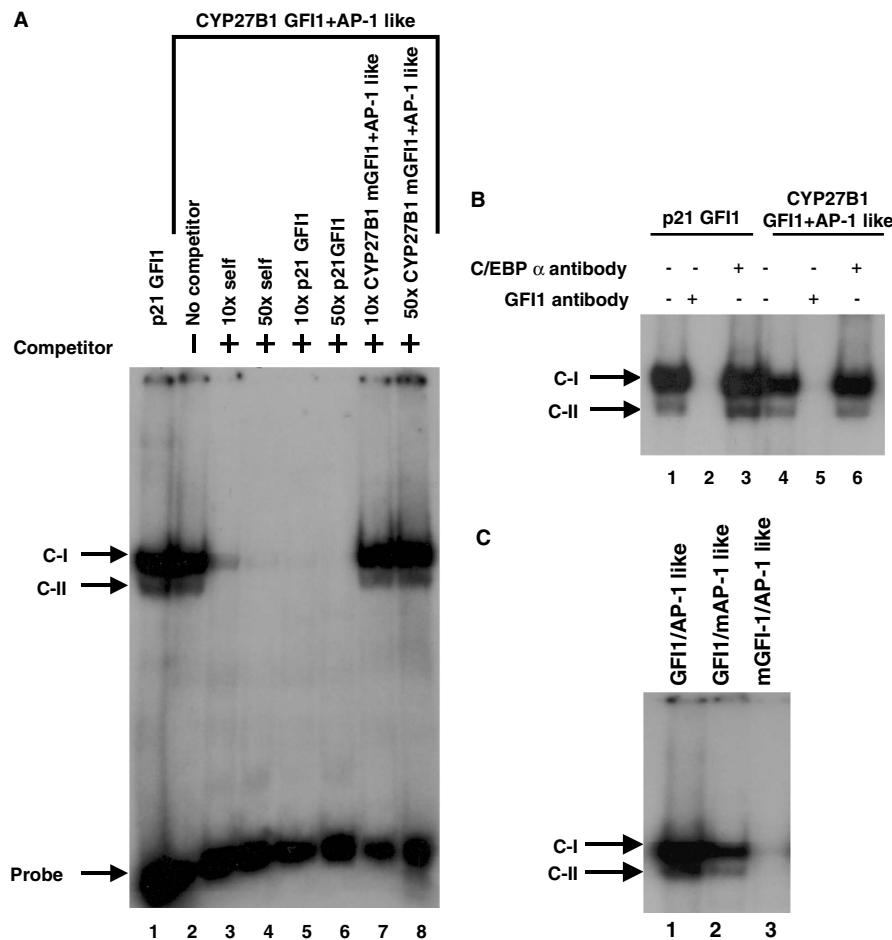 A
CYP27B1 GFI1+AP-1 like
p21 GFI1
No competitor
10x self
50x self
10x p21 GFI1
50x p21GFI1
10x CYP27B1 mGFI1+AP-1 like
50x CYP27B1 mGFI1+AP-1 like
Competitor
− + + + + + +
C-I
C-II
Probe
1 2 3 4 5 6 7 8
B
p21 GFI1
CYP27B1
GFI1+AP-1 like
C/EBP α antibody
- - + - - +
GFI1 antibody
- + - - + -
C-I
C-II
1 2 3 4 5 6
C
GFI1/AP-1 like
GFI1/mAP-1 like
mGFI-1/AP-1 like
C-I
C-II
1 2 3